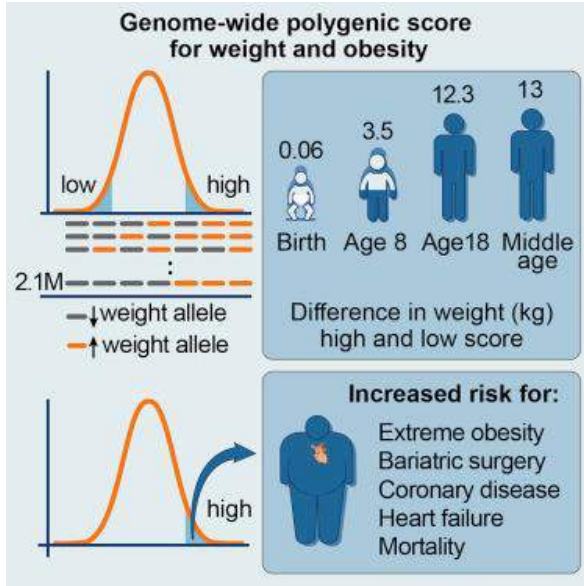 Genome-wide polygenic score
for weight and obesity
low
high
2.1M
↓weight allele
↑weight allele
0.06
3.5
12.3
13
Birth
Age 8
Age18
Middle
age
Difference in weight (kg)
high and low score
high
Increased risk for:
Extreme obesity
Bariatric surgery
Coronary disease
Heart failure
Mortality